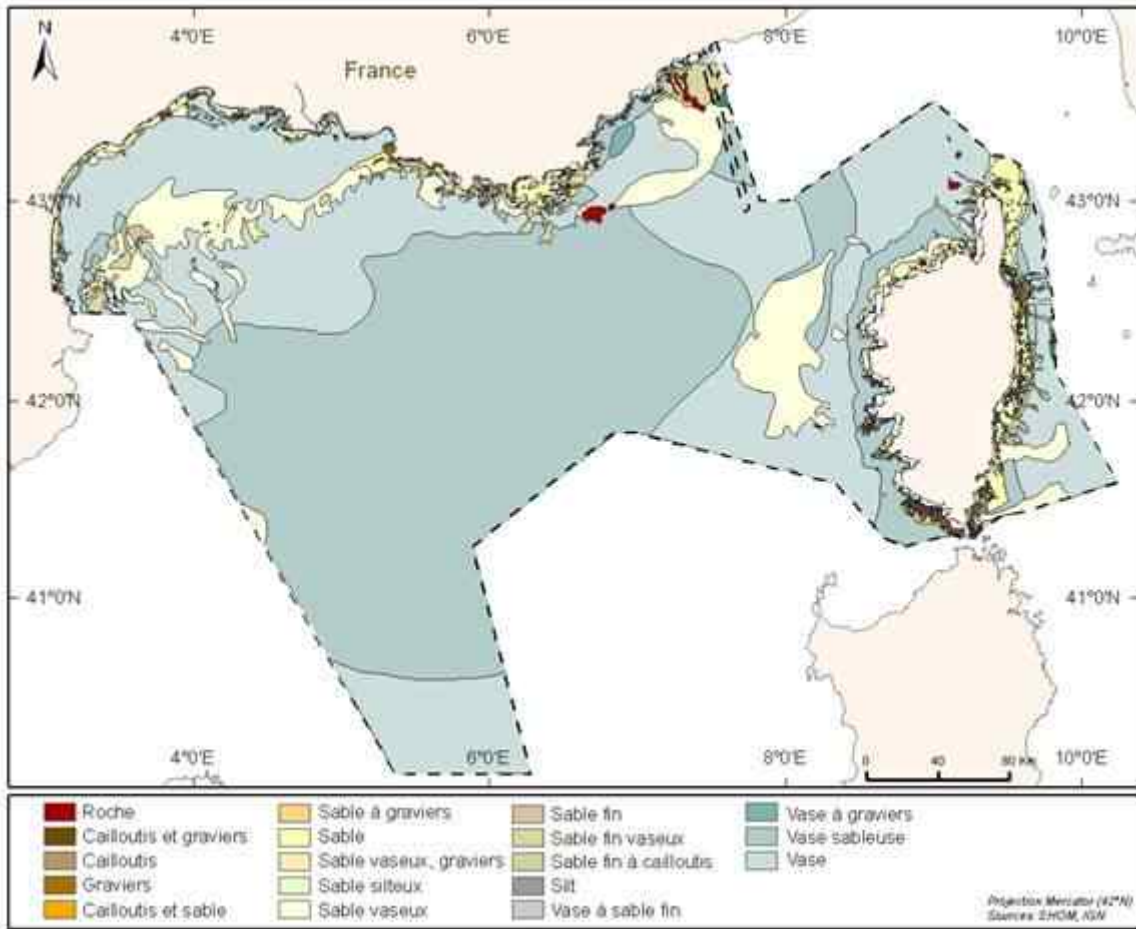 4°0'E 6°0'E 8°0'E 10°0'E
N
France
43°0'N 43°0'N
42°0'N 42°0'N
41°0'N 41°0'N
4°0'E 6°0'E 8°0'E 10°0'E
0 40 80 Km
Roche
Cailloutis et graviers
Cailloutis
Graviers
Cailloutis et sable
Sable à graviers
Sable
Sable vaseux, graviers
Sable silteux
Sable vaseux
Sable fin
Sable fin vaseux
Sable fin à cailloutis
Silt
Vase à sable fin
Vase à graviers
Vase sableuse
Vase
Projection Mercator (42°N)
Sources: SHOM, IGN